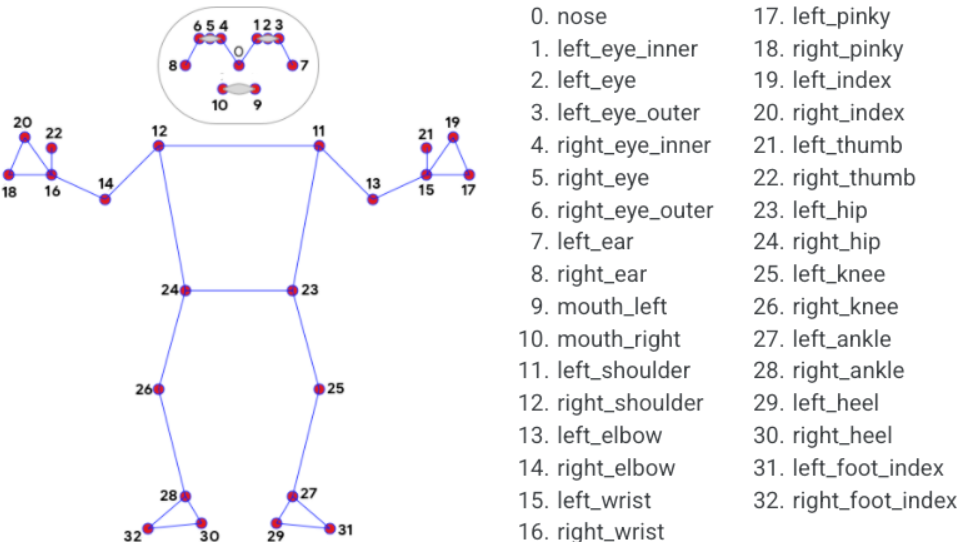 6 5 4 1 2 3
0
8 7
10 9
20 22 12 11 21 19
18 16 14 13 15 17
24 23
26 25
28 27
32 30 29 31
0. nose
1. left_eye_inner
2. left_eye
3. left_eye_outer
4. right_eye_inner
5. right_eye
6. right_eye_outer
7. left_ear
8. right_ear
9. mouth_left
10. mouth_right
11. left_shoulder
12. right_shoulder
13. left_elbow
14. right_elbow
15. left_wrist
16. right_wrist
17. left_pinky
18. right_pinky
19. left_index
20. right_index
21. left_thumb
22. right_thumb
23. left_hip
24. right_hip
25. left_knee
26. right_knee
27. left_ankle
28. right_ankle
29. left_heel
30. right_heel
31. left_foot_index
32. right_foot_index